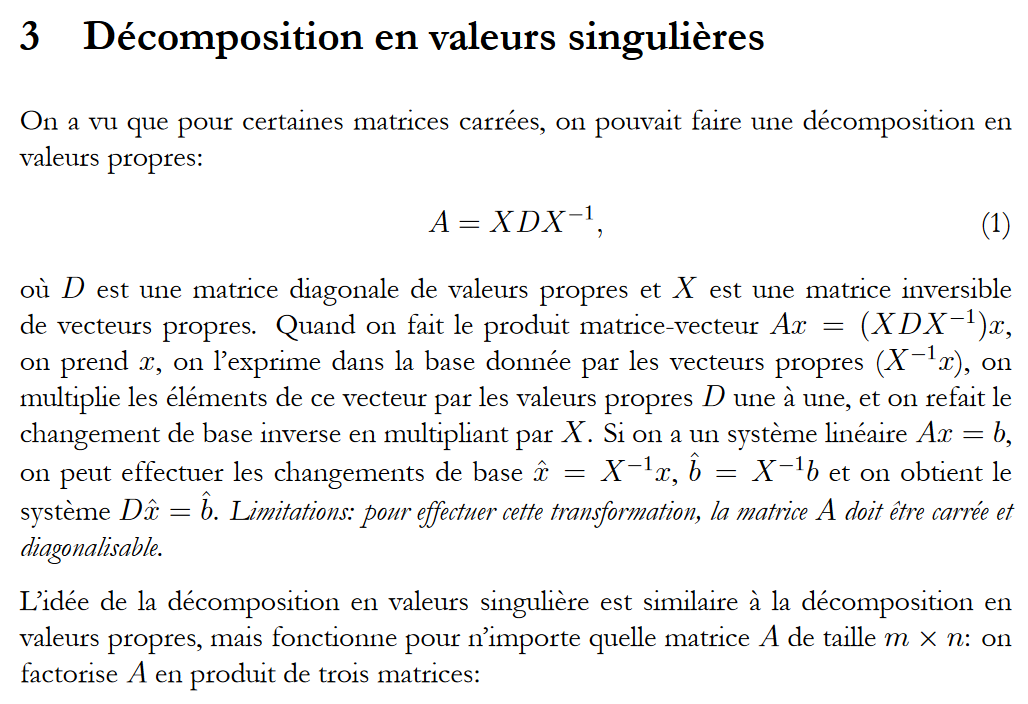 3 Décomposition en valeurs singulières
On a vu que pour certaines matrices carrées, on pouvait faire une décomposition en
valeurs propres:
A = XDX⁻¹, (1)
où D est une matrice diagonale de valeurs propres et X est une matrice inversible
de vecteurs propres. Quand on fait le produit matrice-vecteur Ax = (XDX⁻¹)x,
on prend x, on l'exprime dans la base donnée par les vecteurs propres (X⁻¹x), on
multiplie les éléments de ce vecteur par les valeurs propres D une à une, et on refait le
changement de base inverse en multipliant par X. Si on a un système linéaire Ax = b,
on peut effectuer les changements de base x̂ = X⁻¹x, b̂ = X⁻¹b et on obtient le
système Dx̂ = b̂. Limitations: pour effectuer cette transformation, la matrice A doit être carrée et
diagonalisable.
L'idée de la décomposition en valeurs singulière est similaire à la décomposition en
valeurs propres, mais fonctionne pour n'importe quelle matrice A de taille m × n: on
factorise A en produit de trois matrices: